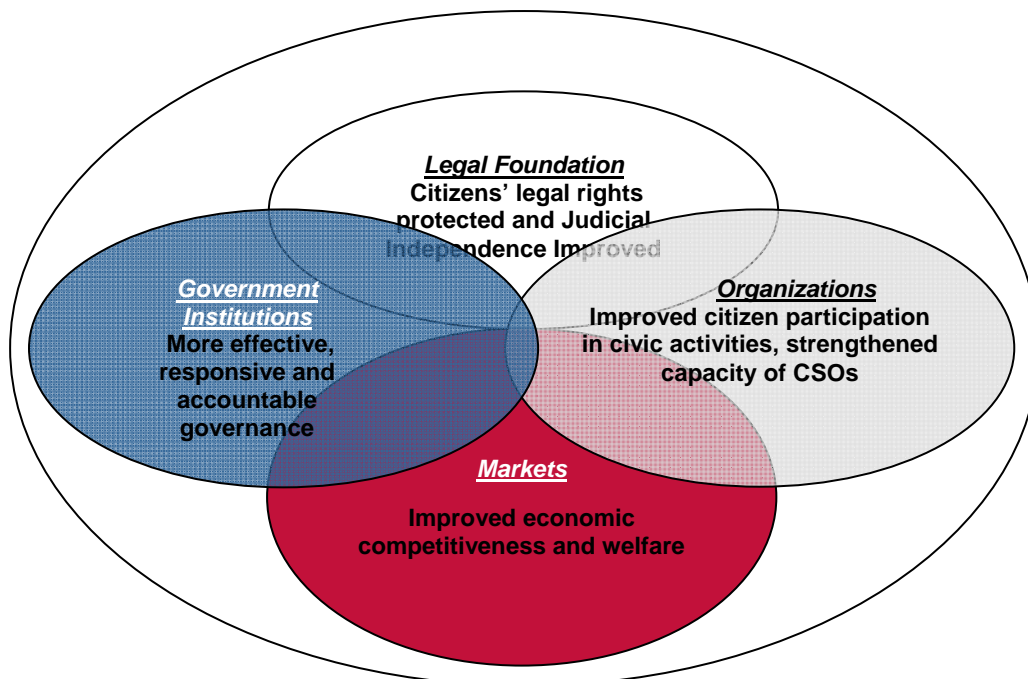 Legal Foundation
Citizens’ legal rights
protected and Judicial
Independence Improved
Government
Institutions
More effective,
responsive and
accountable
governance
Organizations
Improved citizen participation
in civic activities, strengthened
capacity of CSOs
Markets
Improved economic
competitiveness and welfare